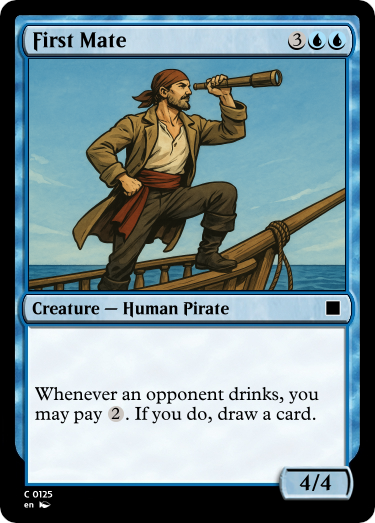 First Mate 3
Creature — Human Pirate
Whenever an opponent drinks, you
may pay 2. If you do, draw a card.
4/4
C 0125
en